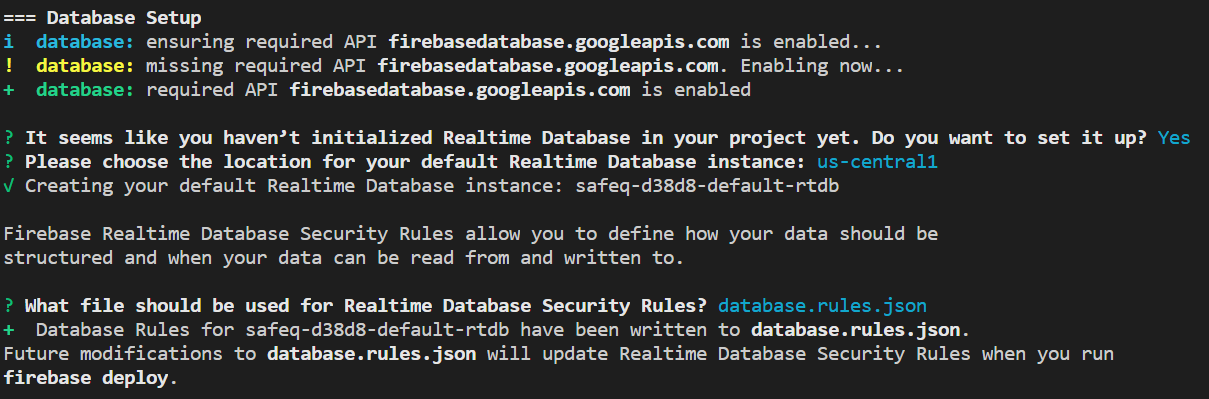 === Database Setup
i  database: ensuring required API firebasedatabase.googleapis.com is enabled...
!  database: missing required API firebasedatabase.googleapis.com. Enabling now...
+  database: required API firebasedatabase.googleapis.com is enabled
? It seems like you haven’t initialized Realtime Database in your project yet. Do you want to set it up? Yes
? Please choose the location for your default Realtime Database instance: us-central1
√ Creating your default Realtime Database instance: safeq-d38d8-default-rtdb
Firebase Realtime Database Security Rules allow you to define how your data should be
structured and when your data can be read from and written to.
? What file should be used for Realtime Database Security Rules? database.rules.json
+  Database Rules for safeq-d38d8-default-rtdb have been written to database.rules.json.
Future modifications to database.rules.json will update Realtime Database Security Rules when you run
firebase deploy.